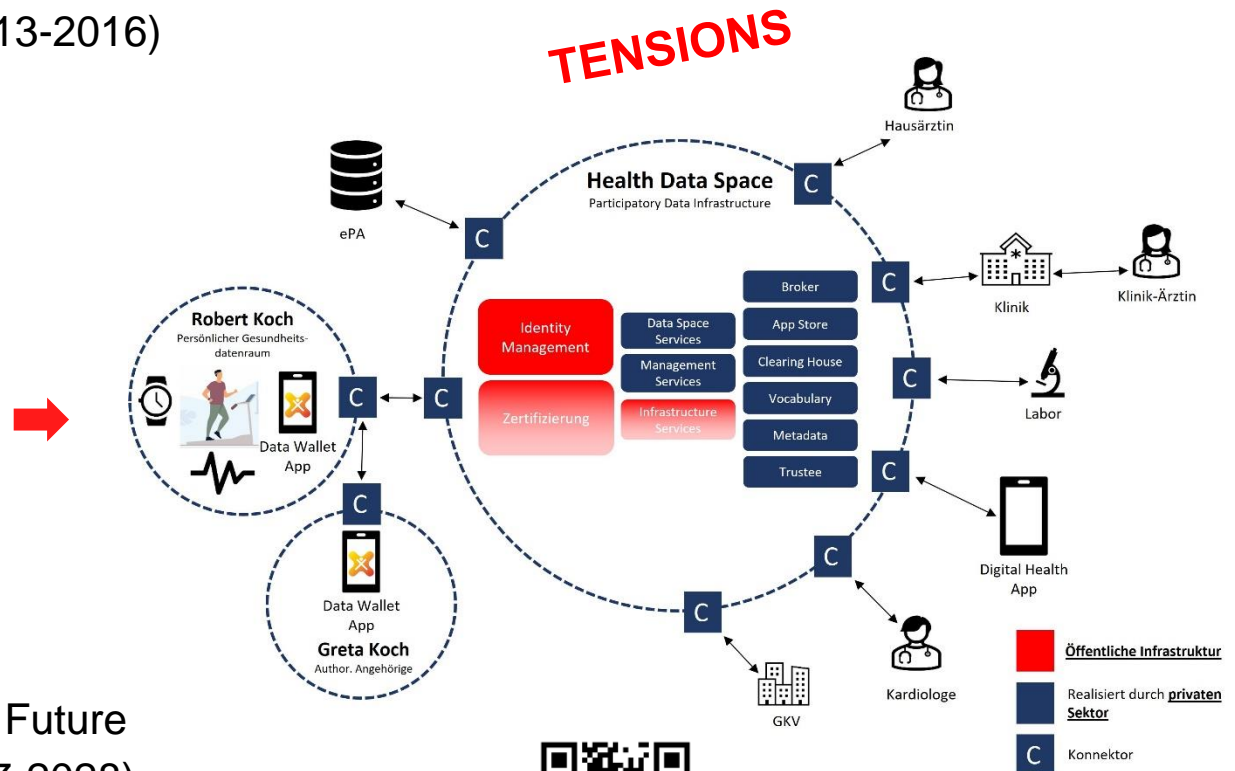 13-2016)
TENSIONS
Hausärztin
Health Data Space
Participatory Data Infrastructure
C
ePA
C
C
Klinik
Klinik-Ärztin
Broker
Identity
Management
Data Space
Services
App Store
Robert Koch
Persönlicher Gesundheits-
datenraum
Management
Services
Clearing House
C
Labor
C
C
Zertifizierung
Infrastructure
Services
Vocabulary
Metadata
Data Wallet
App
Trustee
C
C
Digital Health
App
C
Data Wallet
App
Greta Koch
Author. Angehörige
C
Kardiologe
GKV
Öffentliche Infrastruktur
Realisiert durch privaten
Sektor
C
Konnektor
Future